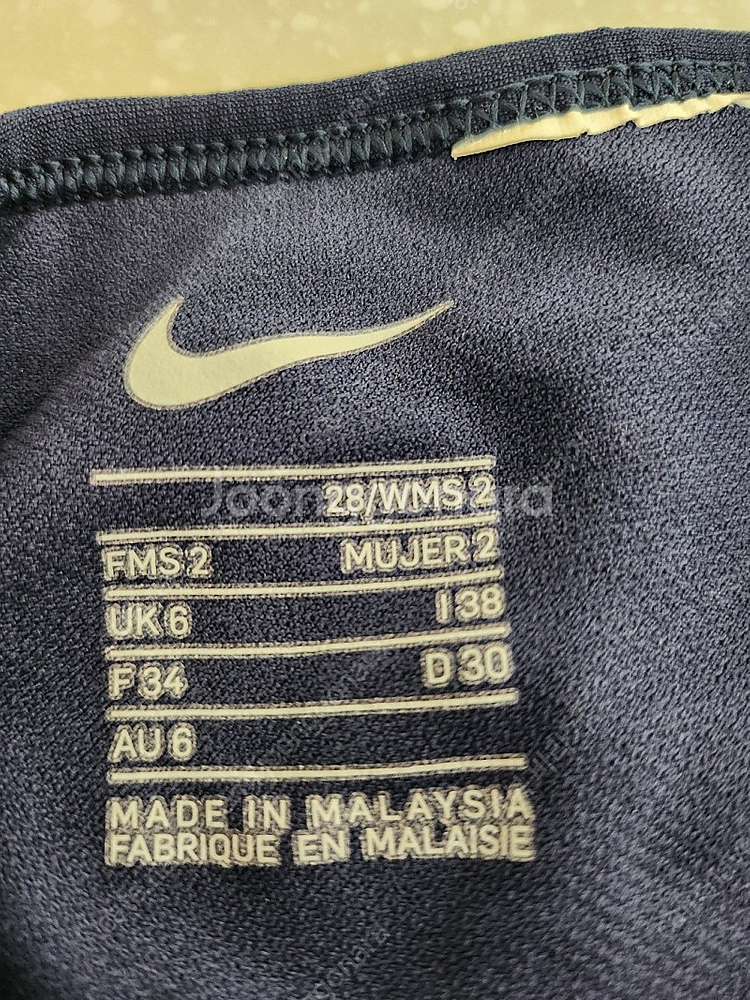 28/WMS 2
FMS 2 MUJER 2
UK 6 I 38
F 34 D 30
AU 6
MADE IN MALAYSIA
FABRIQUE EN MALAISIE